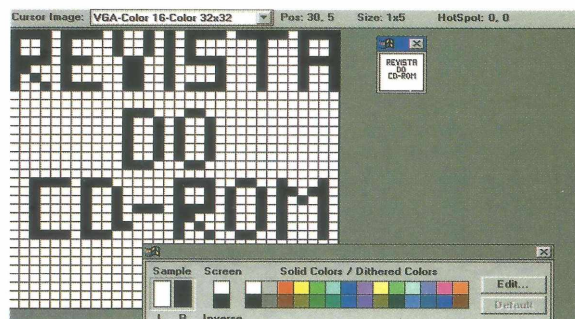 Cursor Image: VGA-Color 16-Color 32x32 Pos: 30, 5 Size: 1x5 HotSpot: 0, 0
REVISTA
DO
CD-ROM
REVISTA
DO
CD-ROM
Sample Screen Solid Colors / Dithered Colors
Edit...
Default
L R Inverse